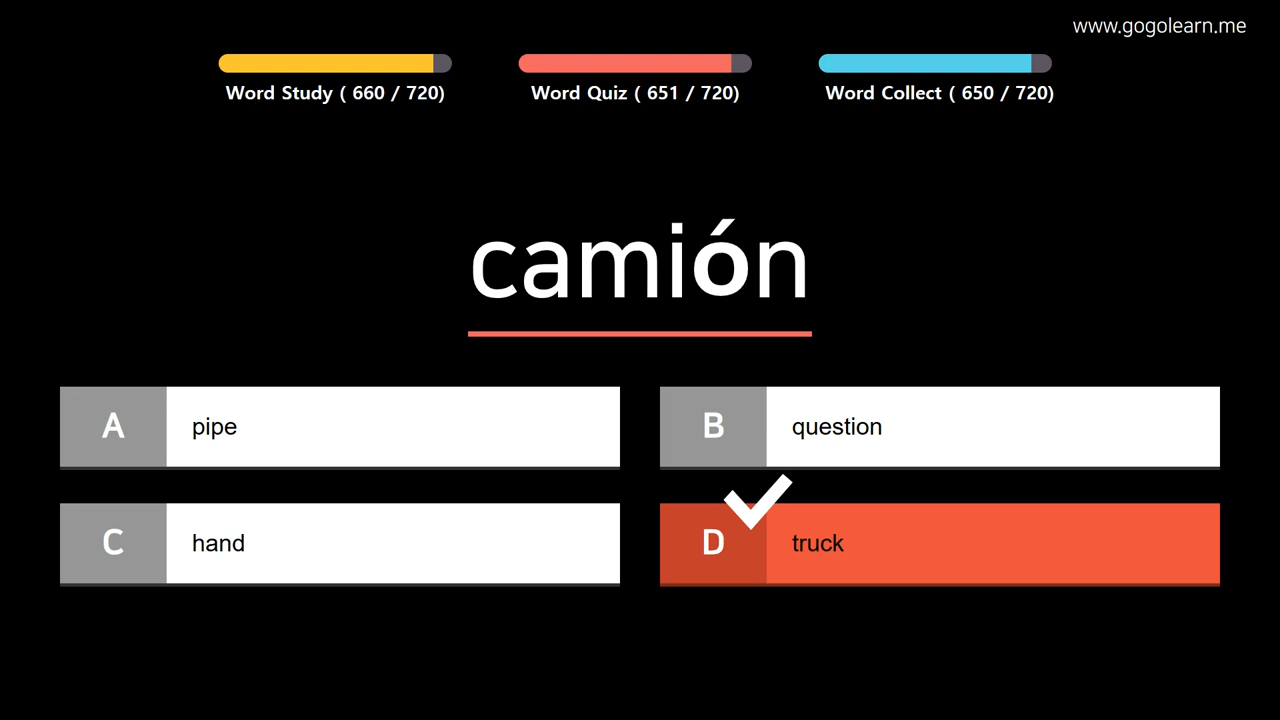 www.gogolearn.me
Word Study ( 660 / 720)
Word Quiz ( 651 / 720)
Word Collect ( 650 / 720)
camión
A pipe
B question
C hand
D truck